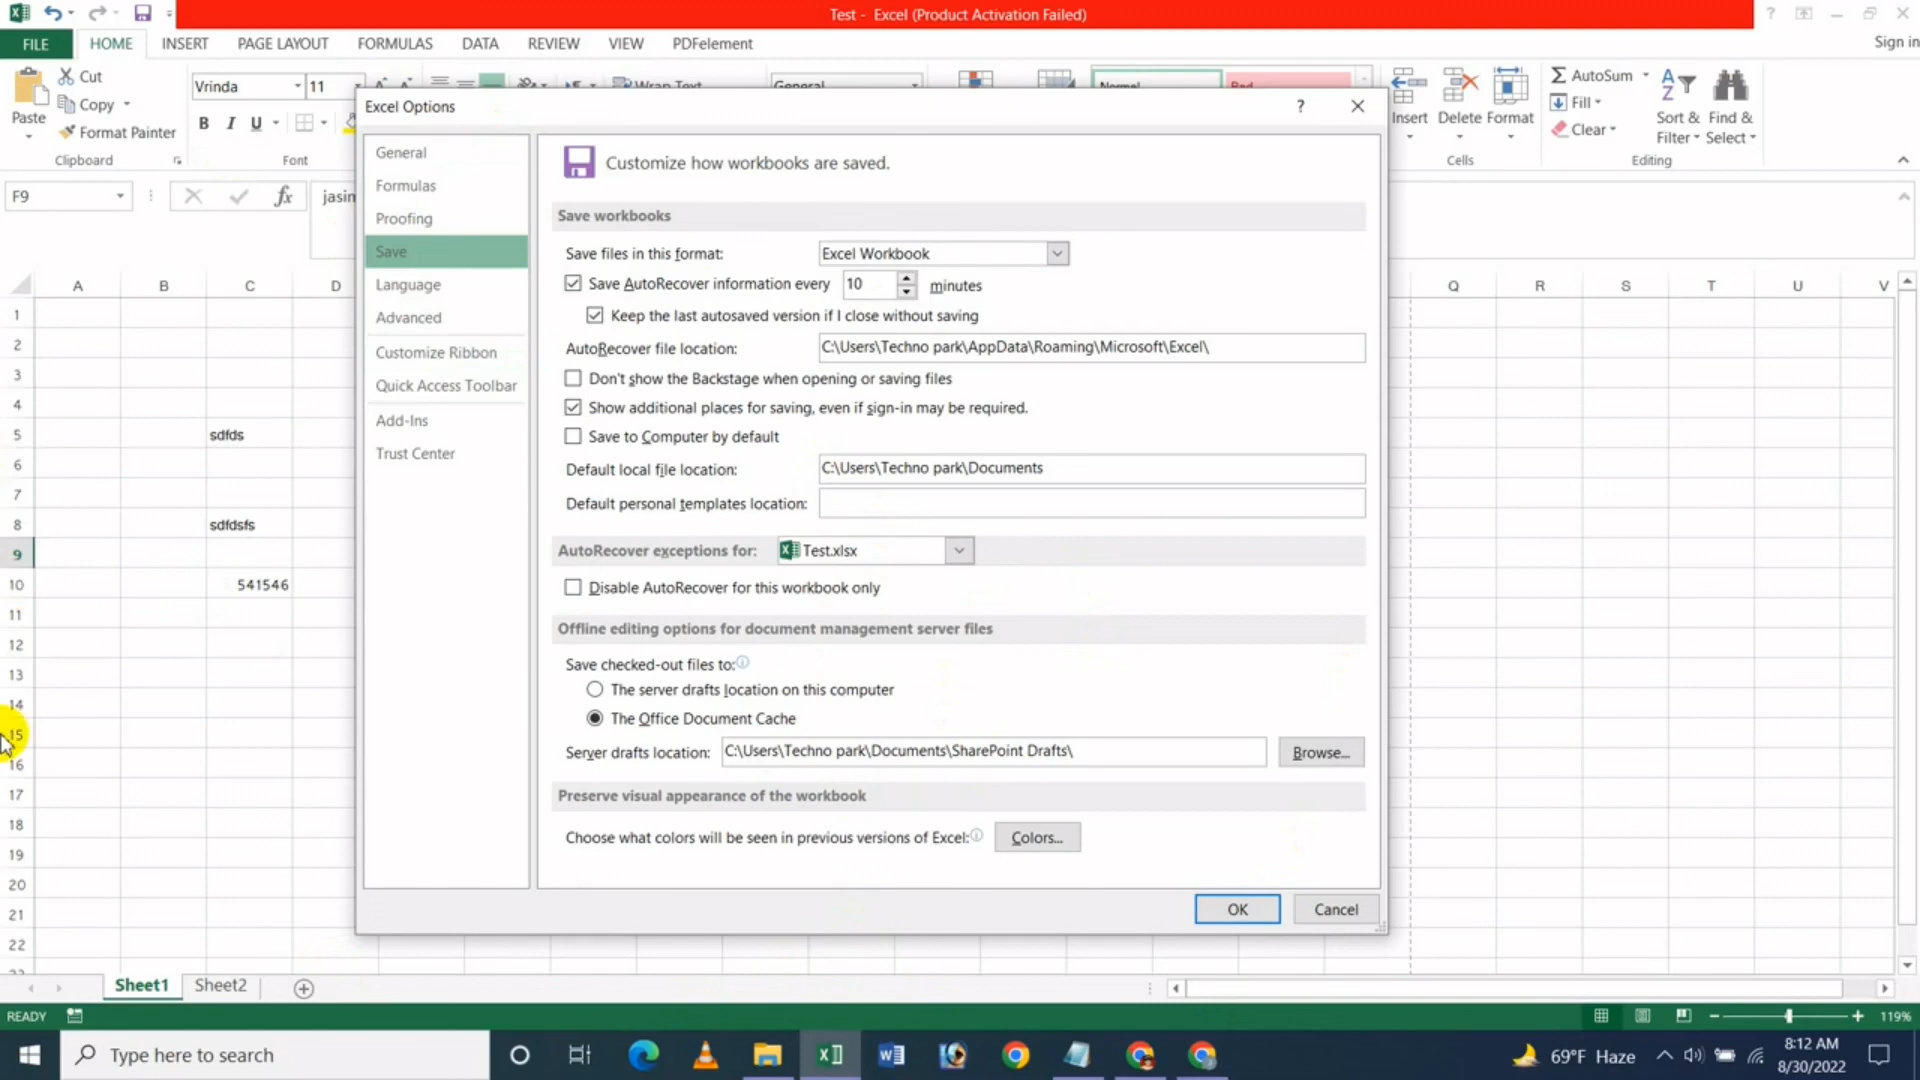 Test - Excel (Product Activation Failed)
FILE HOME INSERT PAGE LAYOUT FORMULAS DATA REVIEW VIEW PDFelement
Sign in
Cut
Copy
Format Painter
Paste
Clipboard
Vrinda 11
B I U
Font
Wrap Text
General
Normal
Bad
Insert Delete Format
Cells
AutoSum
Fill
Clear
Sort & Filter
Find & Select
Editing
F9
fx
jasin
Excel Options
?
General
Formulas
Proofing
Save
Language
Advanced
Customize Ribbon
Quick Access Toolbar
Add-Ins
Trust Center
Customize how workbooks are saved.
Save workbooks
Save files in this format: Excel Workbook
Save AutoRecover information every 10 minutes
Keep the last autosaved version if I close without saving
AutoRecover file location: C:\Users\Techno park\AppData\Roaming\Microsoft\Excel\
Don't show the Backstage when opening or saving files
Show additional places for saving, even if sign-in may be required.
Save to Computer by default
Default local file location: C:\Users\Techno park\Documents
Default personal templates location:
AutoRecover exceptions for: Test.xlsx
Disable AutoRecover for this workbook only
Offline editing options for document management server files
Save checked-out files to:
The server drafts location on this computer
The Office Document Cache
Server drafts location: C:\Users\Techno park\Documents\SharePoint Drafts\ Browse...
Preserve visual appearance of the workbook
Choose what colors will be seen in previous versions of Excel: Colors...
OK Cancel
A B C D Q R S T U V
1
2
3
4
5 sdfds
6
7
8 sdfdsfs
9
10 541546
11
12
13
14
15
16
17
18
19
20
21
22
Sheet1 Sheet2
READY
119%
Type here to search
69°F Haze
8:12 AM
8/30/2022